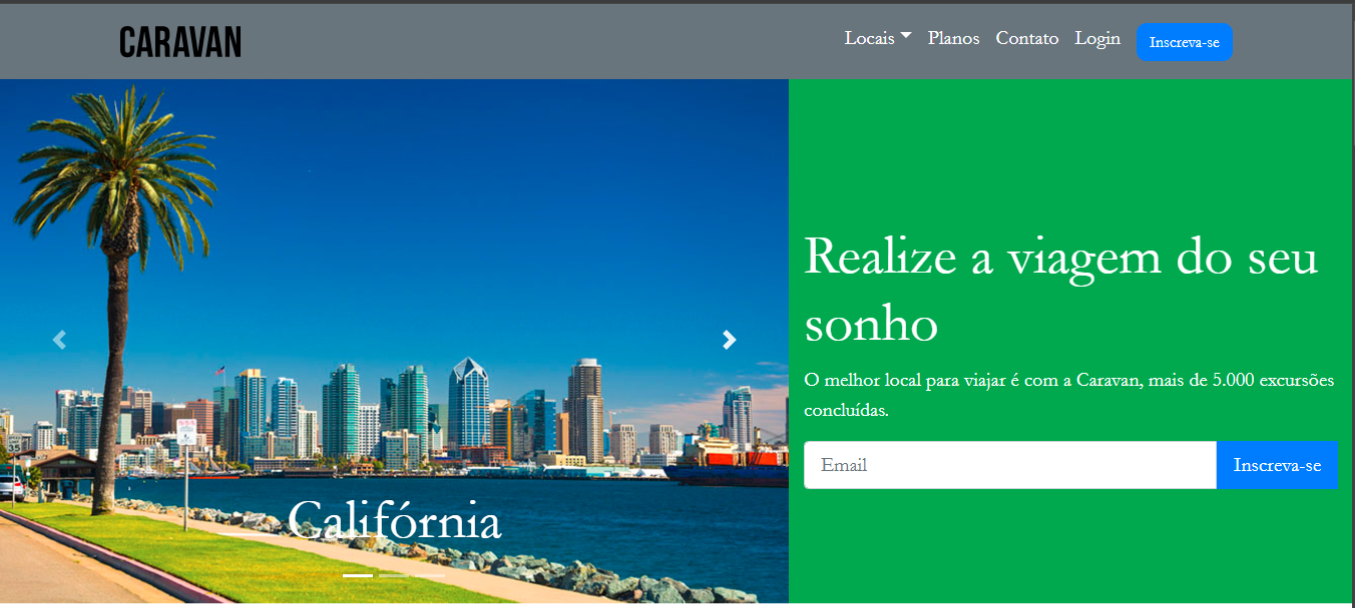 CARAVAN
Locais Planos Contato Login Inscreva-se
Realize a viagem do seu
sonho
O melhor local para viajar é com a Caravan, mais de 5.000 excursões
concluídas.
Email Inscreva-se
Califórnia